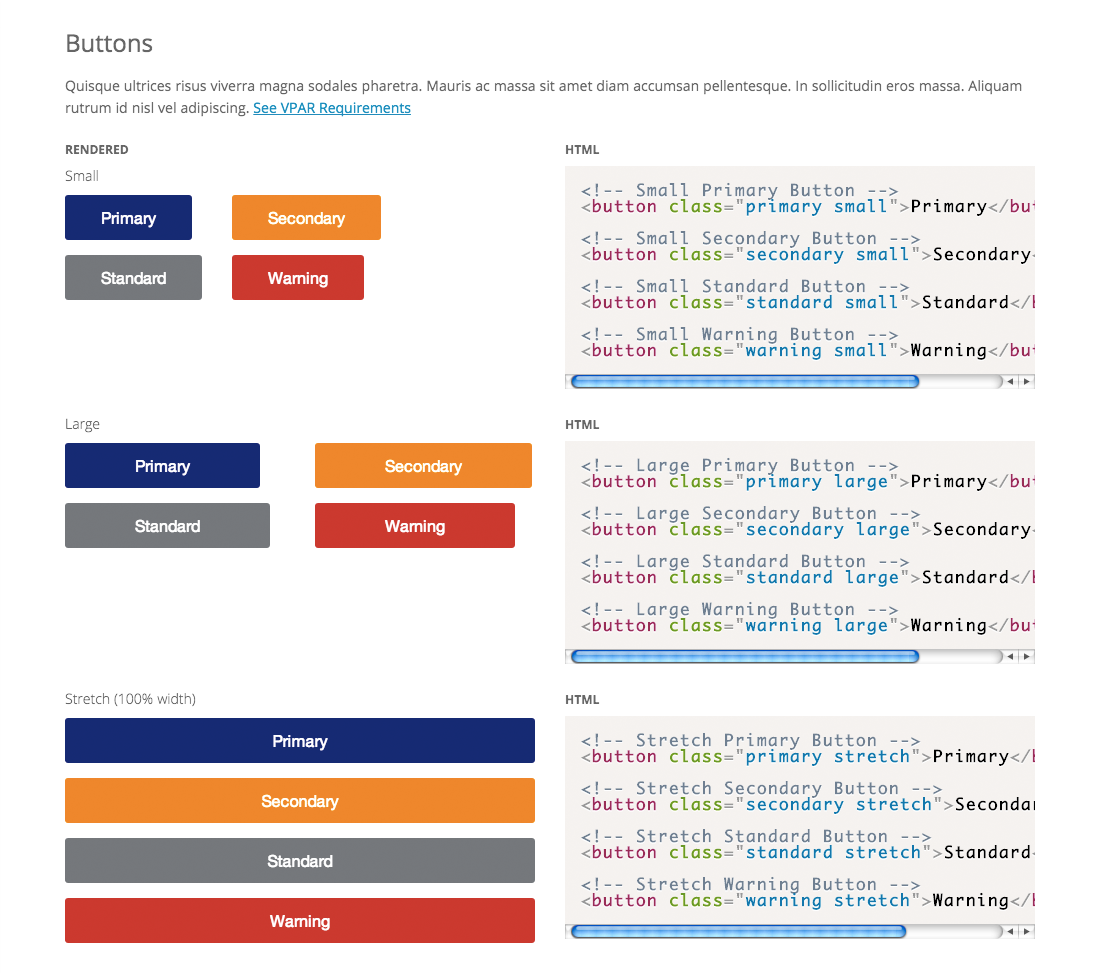 Buttons
Quisque ultrices risus viverra magna sodales pharetra. Mauris ac massa sit amet diam accumsan pellentesque. In sollicitudin eros massa. Aliquam
rutrum id nisl vel adipiscing. See VPAR Requirements
RENDERED
Small
Primary
Secondary
Standard
Warning
HTML
<!-- Small Primary Button -->
<button class="primary small">Primary</but
<!-- Small Secondary Button -->
<button class="secondary small">Secondary<
<!-- Small Standard Button -->
<button class="standard small">Standard</b
<!-- Small Warning Button -->
<button class="warning small">Warning</but
Large
Primary
Secondary
Standard
Warning
HTML
<!-- Large Primary Button -->
<button class="primary large">Primary</but
<!-- Large Secondary Button -->
<button class="secondary large">Secondary<
<!-- Large Standard Button -->
<button class="standard large">Standard</b
<!-- Large Warning Button -->
<button class="warning large">Warning</but
Stretch (100% width)
Primary
Secondary
Standard
Warning
HTML
<!-- Stretch Primary Button -->
<button class="primary stretch">Primary</b
<!-- Stretch Secondary Button -->
<button class="secondary stretch">Secondar
<!-- Stretch Standard Button -->
<button class="standard stretch">Standard<
<!-- Stretch Warning Button -->
<button class="warning stretch">Warning</b